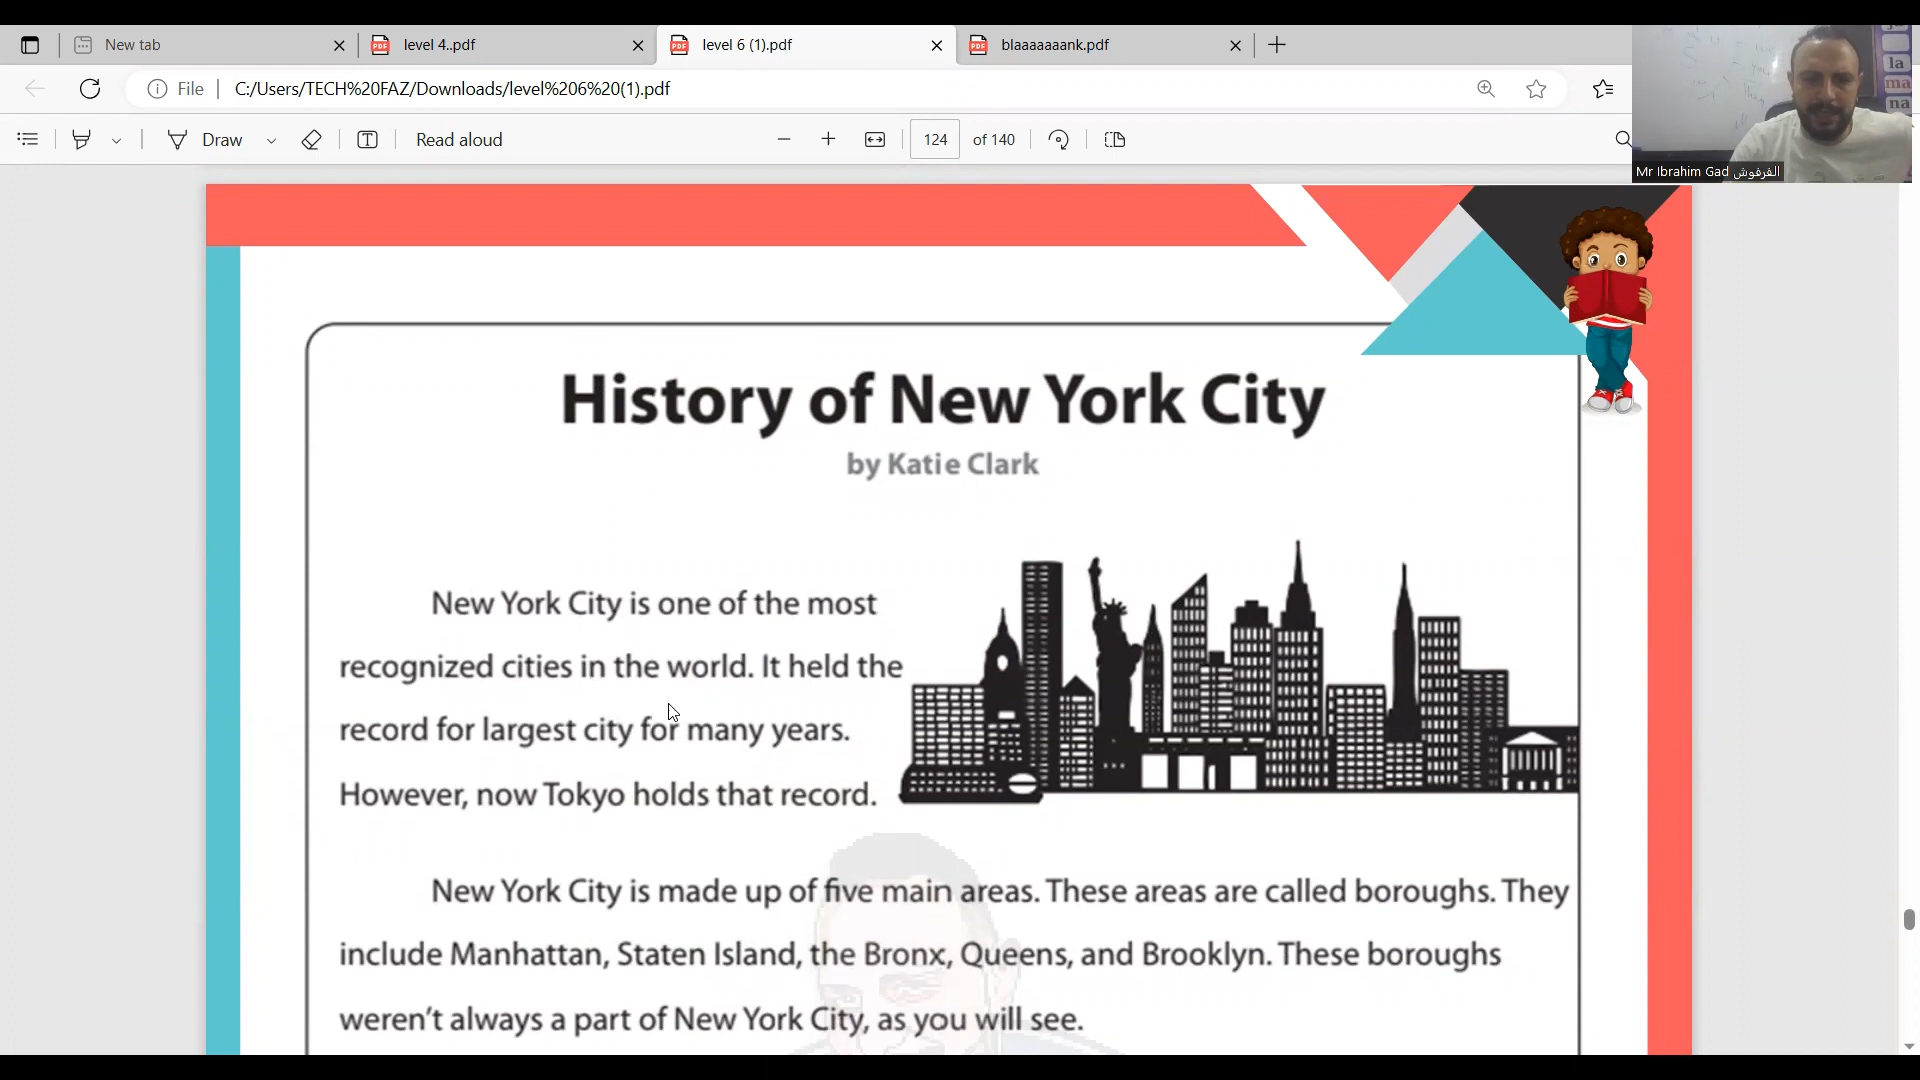 New tab
level 4..pdf
level 6 (1).pdf
blaaaaaaank.pdf
File
C:/Users/TECH%20FAZ/Downloads/level%206%20(1).pdf
Draw
Read aloud
124
of 140
la
ma
na
Mr Ibrahim Gad الفرفوش
History of New York City
by Katie Clark
New York City is one of the most
recognized cities in the world. It held the
record for largest city for many years.
However, now Tokyo holds that record.
New York City is made up of five main areas. These areas are called boroughs. They
include Manhattan, Staten Island, the Bronx, Queens, and Brooklyn. These boroughs
weren't always a part of New York City, as you will see.